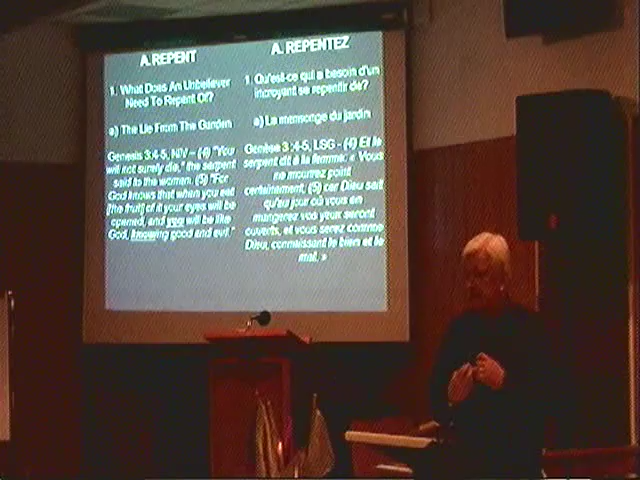 A. REPENT
1. What Does An Unbeliever
Need To Repent Of?
a) The Lie From The Garden
Genesis 3:4-5, NIV – (4) "You
will not surely die," the serpent
said to the woman. (5) "For
God knows that when you eat
[the fruit] of it your eyes will be
opened, and you will be like
God, knowing good and evil."
A. REPENTEZ
1. Qu'est-ce qui a besoin d'un
incroyant se repentir de?
a) La mensonge du jardin
Genèse 3:4-5, LSG - (4) Et le
serpent dit à la femme: « Vous
ne mourrez point
certainement, (5) car Dieu sait
qu'au jour où vous en
mangerez vos yeux seront
ouverts, et vous serez comme
Dieu, connaissant le bien et le
mal. »